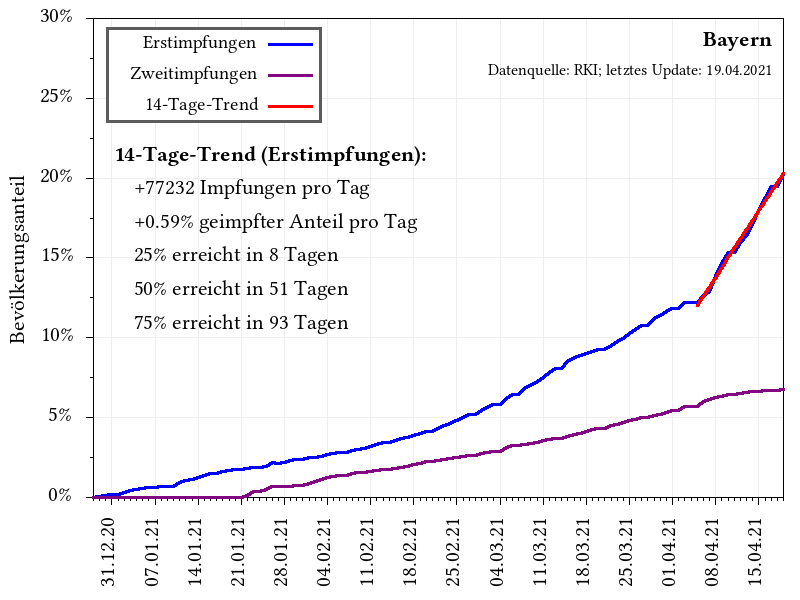 30%
25%
20%
15%
10%
5%
0%
Bevölkerungsanteil
Erstimpfungen
Zweitimpfungen
14-Tage-Trend
Bayern
Datenquelle: RKI; letztes Update: 19.04.2021
14-Tage-Trend (Erstimpfungen):
+77232 Impfungen pro Tag
+0.59% geimpfter Anteil pro Tag
25% erreicht in 8 Tagen
50% erreicht in 51 Tagen
75% erreicht in 93 Tagen
31.12.20
07.01.21
14.01.21
21.01.21
28.01.21
04.02.21
11.02.21
18.02.21
25.02.21
04.03.21
11.03.21
18.03.21
25.03.21
01.04.21
08.04.21
15.04.21